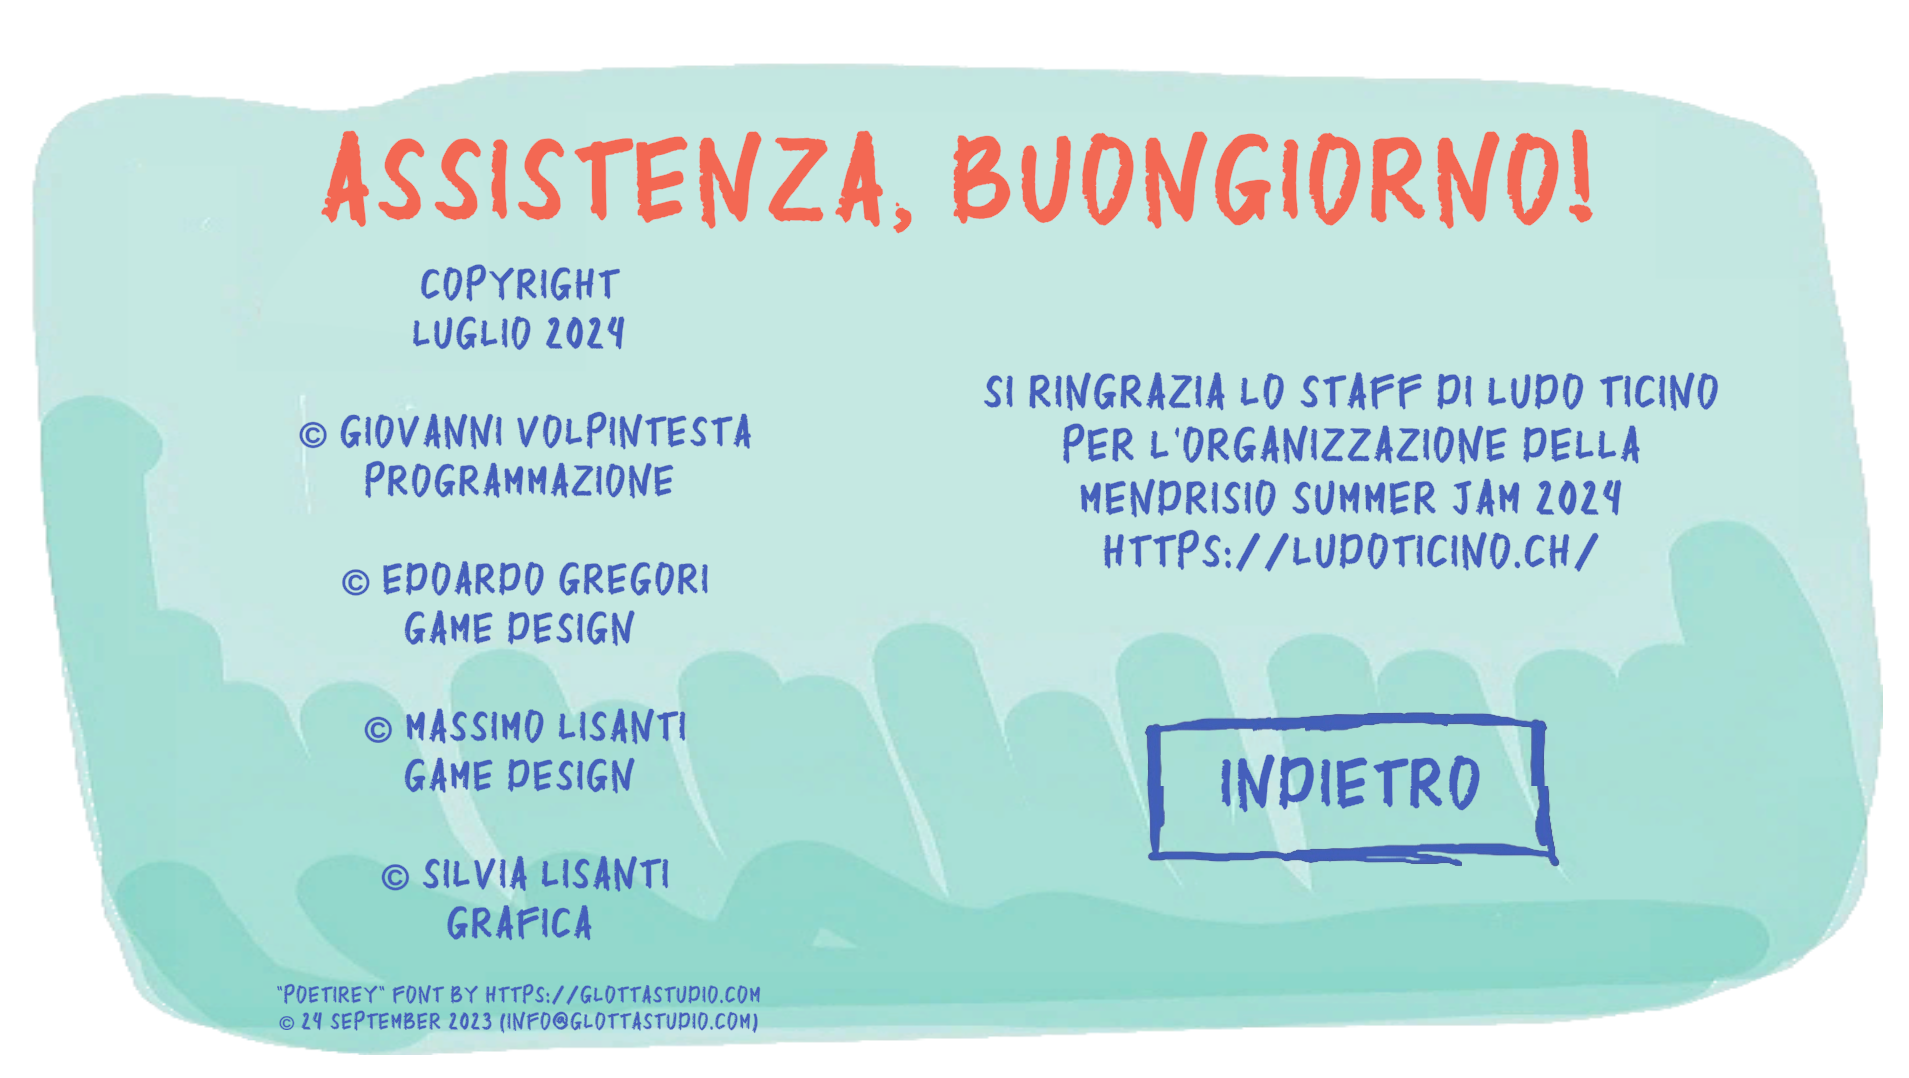 ASSISTENZA, BUONGIORNO!
COPYRIGHT
LUGLIO 2024
© GIOVANNI VOLPINTESTA
PROGRAMMAZIONE
© EDOARDO GREGORI
GAME DESIGN
© MASSIMO LISANTI
GAME DESIGN
© SILVIA LISANTI
GRAFICA
"POETIREY" FONT BY HTTPS://GLOTTASTUDIO.COM
© 24 SEPTEMBER 2023 (INFO@GLOTTASTUDIO.COM)
SI RINGRAZIA LO STAFF DI LUDO TICINO
PER L'ORGANIZZAZIONE DELLA
MENDRISIO SUMMER JAM 2024
HTTPS://LUDOTICINO.CH/
INDIETRO